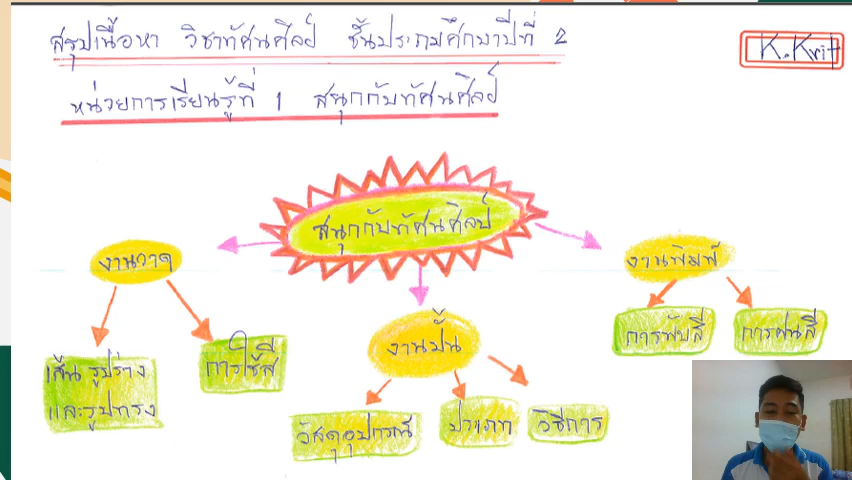 สรุปเนื้อหา วิชาทัศนศิลป์ ชั้นประถมศึกษาปีที่ 2
K.Krit
หน่วยการเรียนรู้ที่ 1 สนุกกับทัศนศิลป์
สนุกกับทัศนศิลป์
งานวาด
งานพิมพ์
งานปั้น
การพับสี
การฝนสี
เส้น รูปร่าง
และรูปทรง
การใช้สี
วัสดุอุปกรณ์
ประเภท
วิธีการ